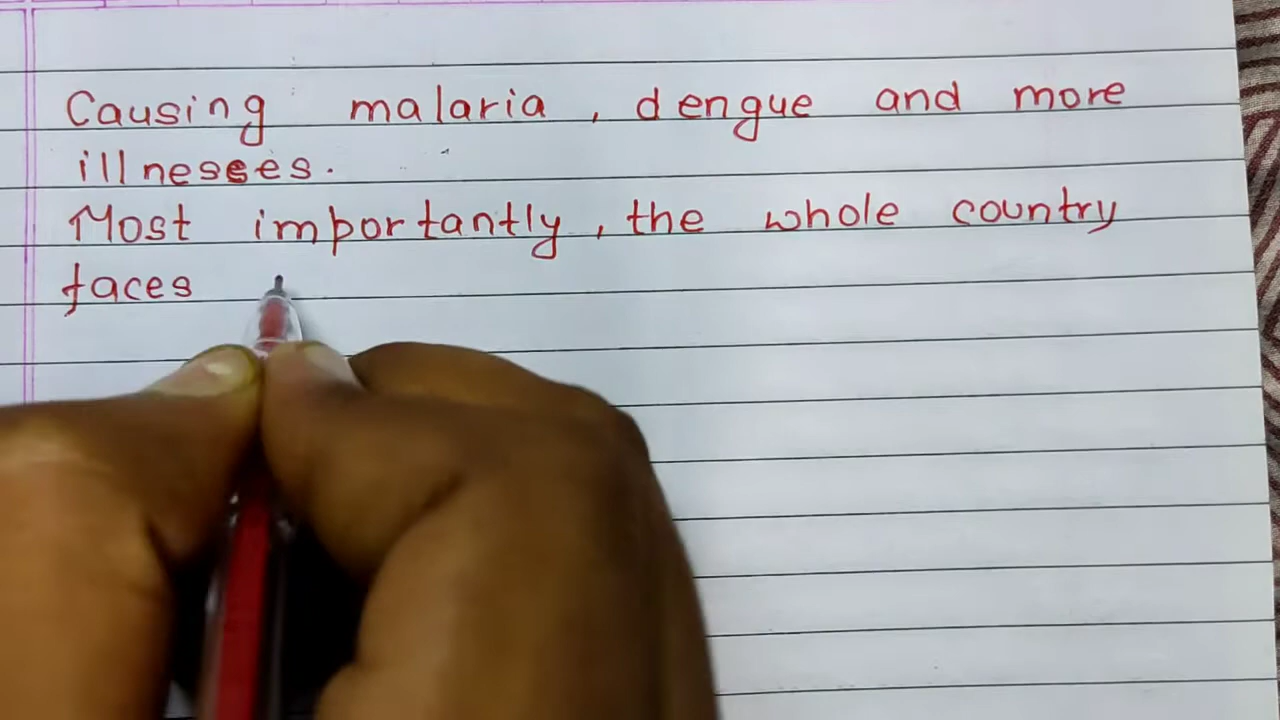 Causing malaria, dengue and more
illnesses.
Most importantly, the whole country
faces